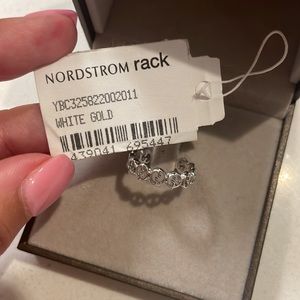 NORDSTROM rack
YBC325822002011
WHITE GOLD
439041 695447